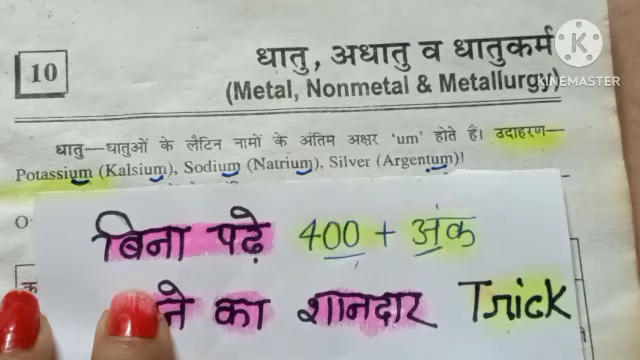 10
धातु, अधातु व धातुकर्म
(Metal, Nonmetal & Metallurgy)
KINEMASTER
धातु—धातुओं के लैटिन नामों के अंतिम अक्षर 'um' होते हैं। उदाहरण—
Potassium (Kalsium), Sodium (Natrium), Silver (Argentum)!
बिना पढ़े 400 + अंक
ने का शानदार Trick